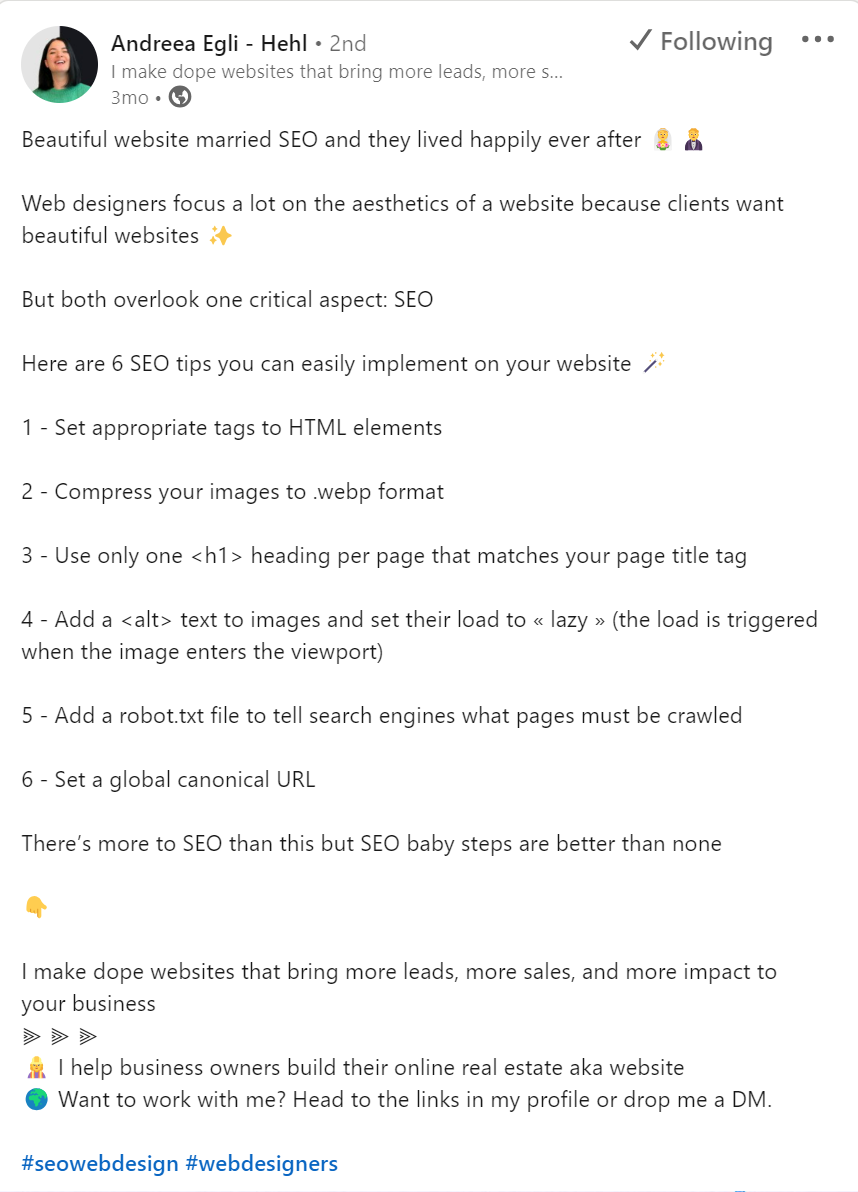 Andreea Egli - Hehl • 2nd
✓ Following •••
I make dope websites that bring more leads, more s...
3mo •
Beautiful website married SEO and they lived happily ever after 👰 🤵
Web designers focus a lot on the aesthetics of a website because clients want
beautiful websites ✨
But both overlook one critical aspect: SEO
Here are 6 SEO tips you can easily implement on your website 🪄
1 - Set appropriate tags to HTML elements
2 - Compress your images to .webp format
3 - Use only one <h1> heading per page that matches your page title tag
4 - Add a <alt> text to images and set their load to « lazy » (the load is triggered
when the image enters the viewport)
5 - Add a robot.txt file to tell search engines what pages must be crawled
6 - Set a global canonical URL
There’s more to SEO than this but SEO baby steps are better than none
👇
I make dope websites that bring more leads, more sales, and more impact to
your business
⩥ ⩥ ⩥
👷‍♀️ I help business owners build their online real estate aka website
🌍 Want to work with me? Head to the links in my profile or drop me a DM.
#seowebdesign #webdesigners